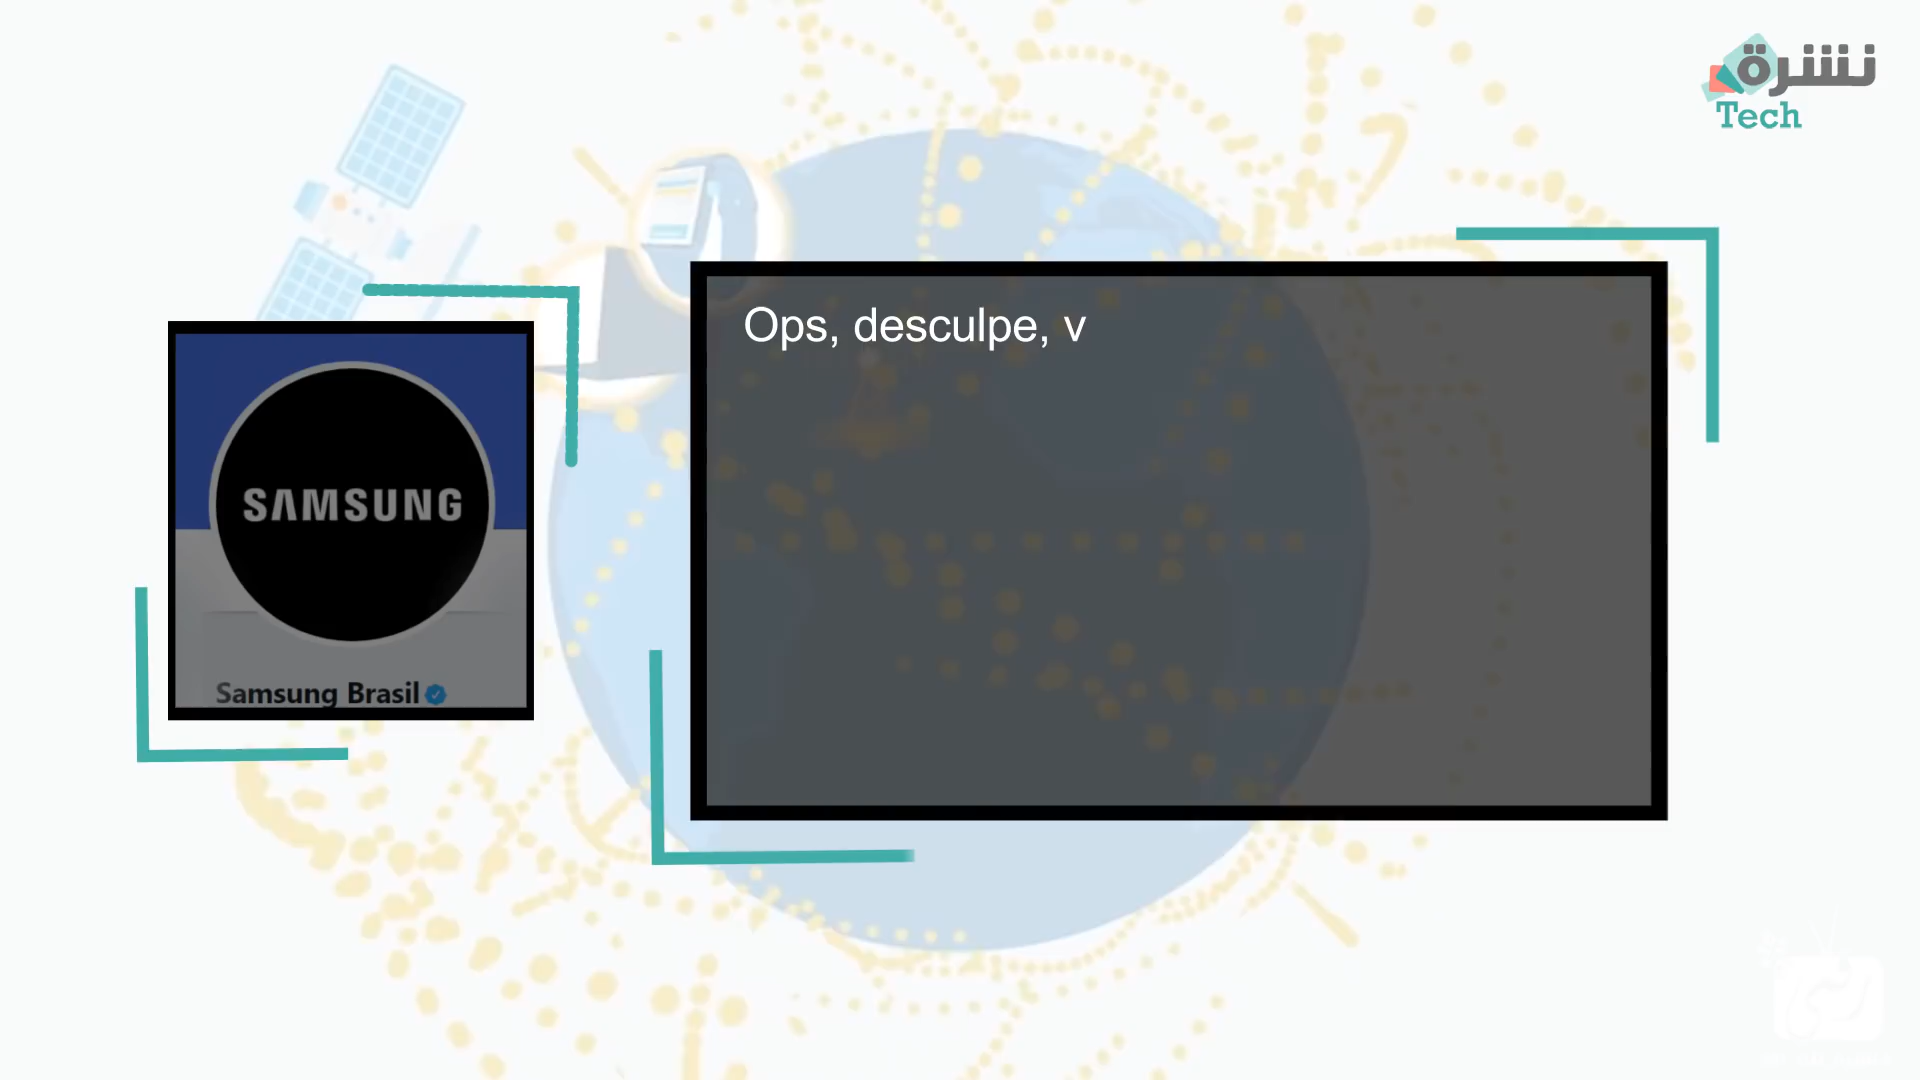 نشرة
Tech
Ops, desculpe, v
SAMSUNG
Samsung Brasil